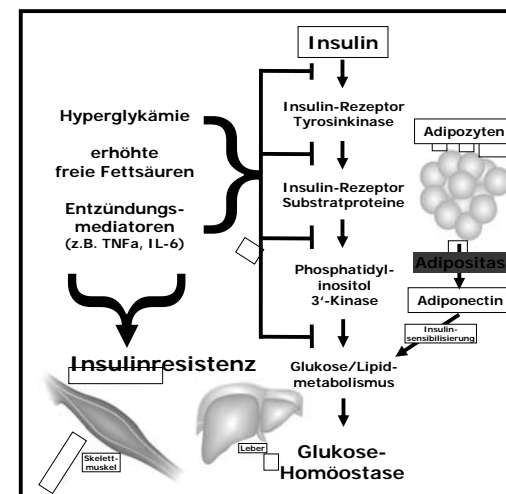 Insulin
Hyperglykämie
erhöhte
freie Fettsäuren
Entzündungs-
mediatoren
(z.B. TNFa, IL-6)
Insulinresistenz
Skelett-
muskel
Leber
Insulin-Rezeptor
Tyrosinkinase
Insulin-Rezeptor
Substratproteine
Phosphatidyl-
inositol
3'-Kinase
Glukose/Lipid-
metabolismus
Glukose-
Homöostase
Adipozyten
Adipositas
Adiponectin
Insulin-
sensibilisierung